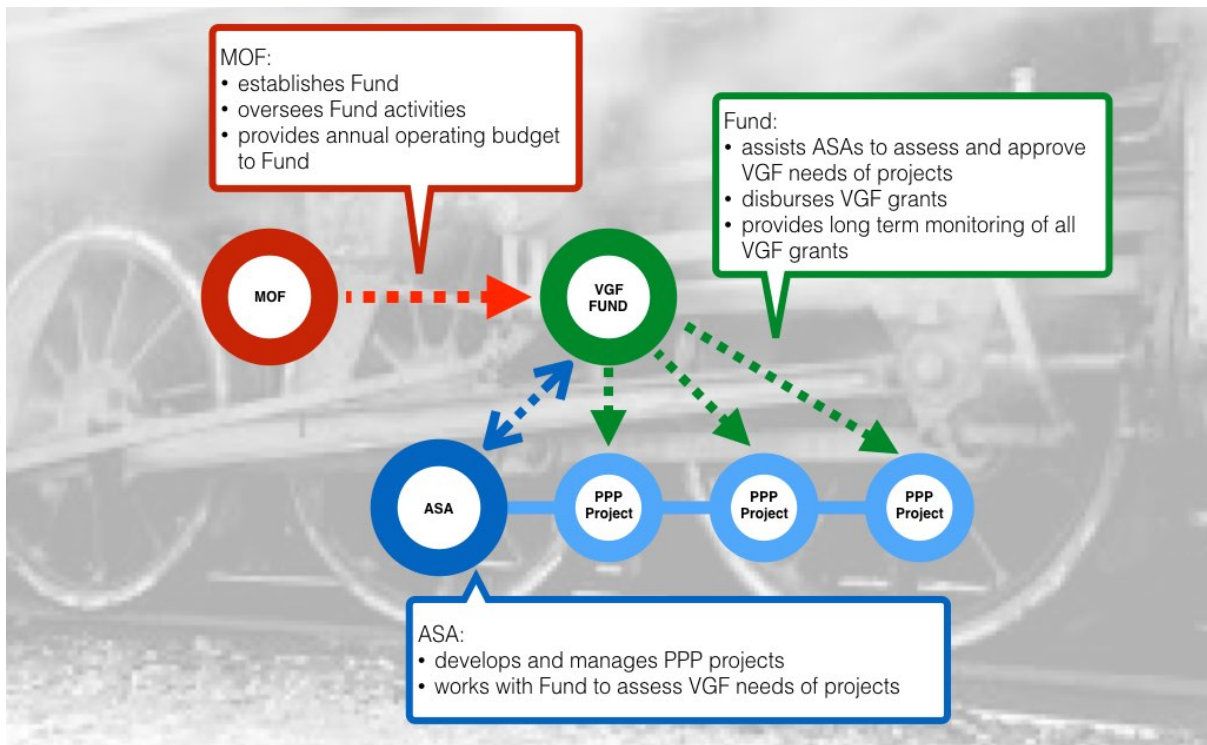 MOF:
• establishes Fund
• oversees Fund activities
• provides annual operating budget
to Fund
Fund:
• assists ASAs to assess and approve
VGF needs of projects
• disburses VGF grants
• provides long term monitoring of all
VGF grants
MOF
VGF
FUND
ASA
PPP
Project
PPP
Project
PPP
Project
ASA:
• develops and manages PPP projects
• works with Fund to assess VGF needs of projects